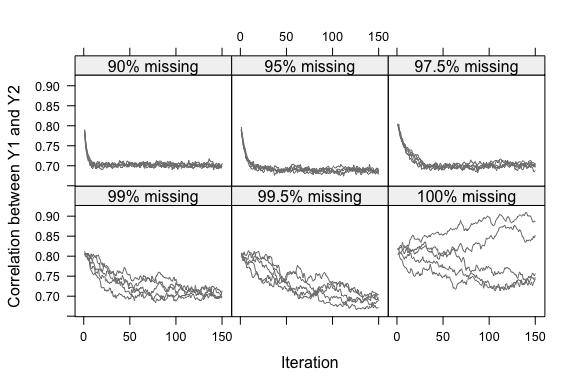 0 50 100 150
90% missing 95% missing 97.5% missing
0.90
0.85
0.80
0.75
0.70
99% missing 99.5% missing 100% missing
0.90
0.85
0.80
0.75
0.70
0 50 100 150 0 50 100 150
Iteration
Correlation between Y1 and Y2